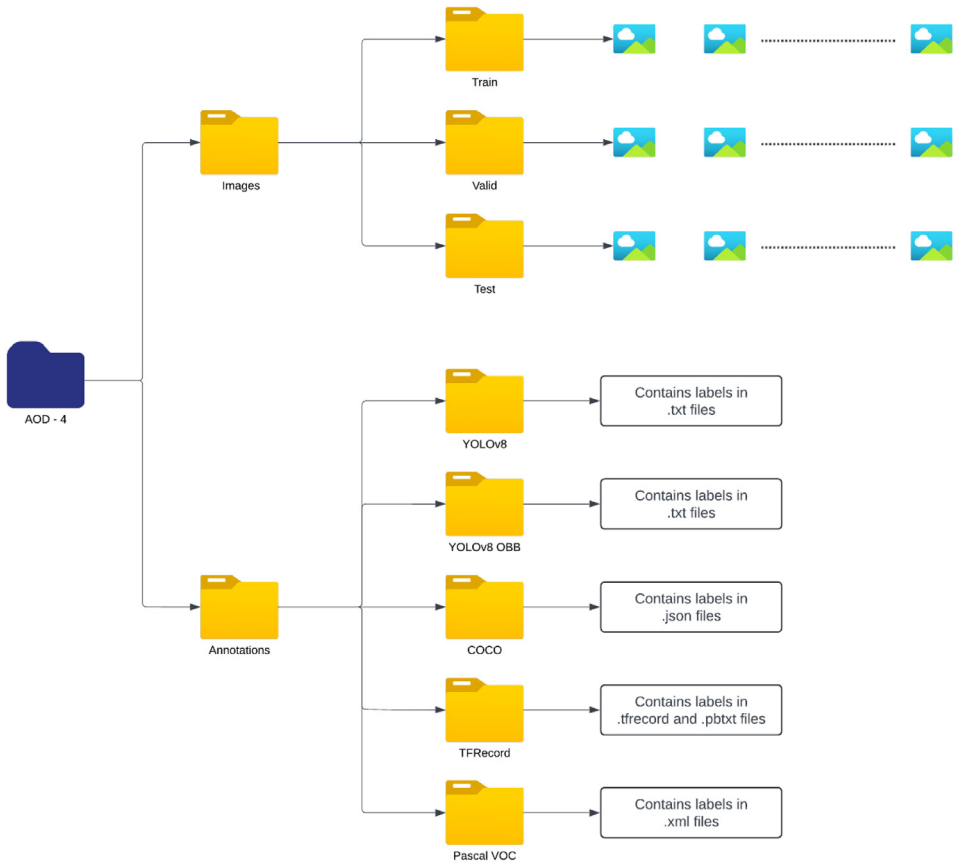 Train
Images
Valid
Test
AOD - 4
YOLOv8
Contains labels in
.txt files
YOLOv8 OBB
Contains labels in
.txt files
Annotations
COCO
Contains labels in
.json files
TFRecord
Contains labels in
.tfrecord and .pbtxt files
Pascal VOC
Contains labels in
.xml files